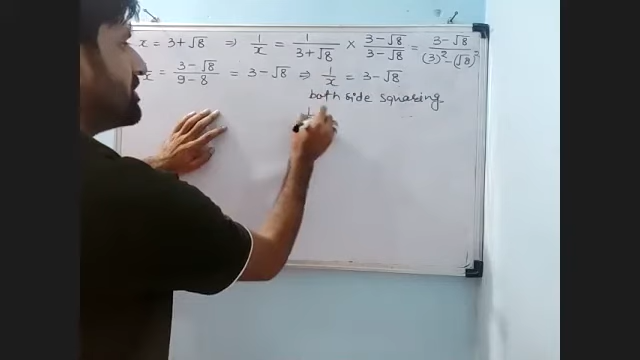 x = 3+√8 ⇒ 1/x = 1/(3+√8) × (3-√8)/(3-√8) = (3-√8)/((3)²-(√8)²)
x = (3-√8)/(9-8) = 3-√8 ⇒ 1/x = 3-√8
both side squaring